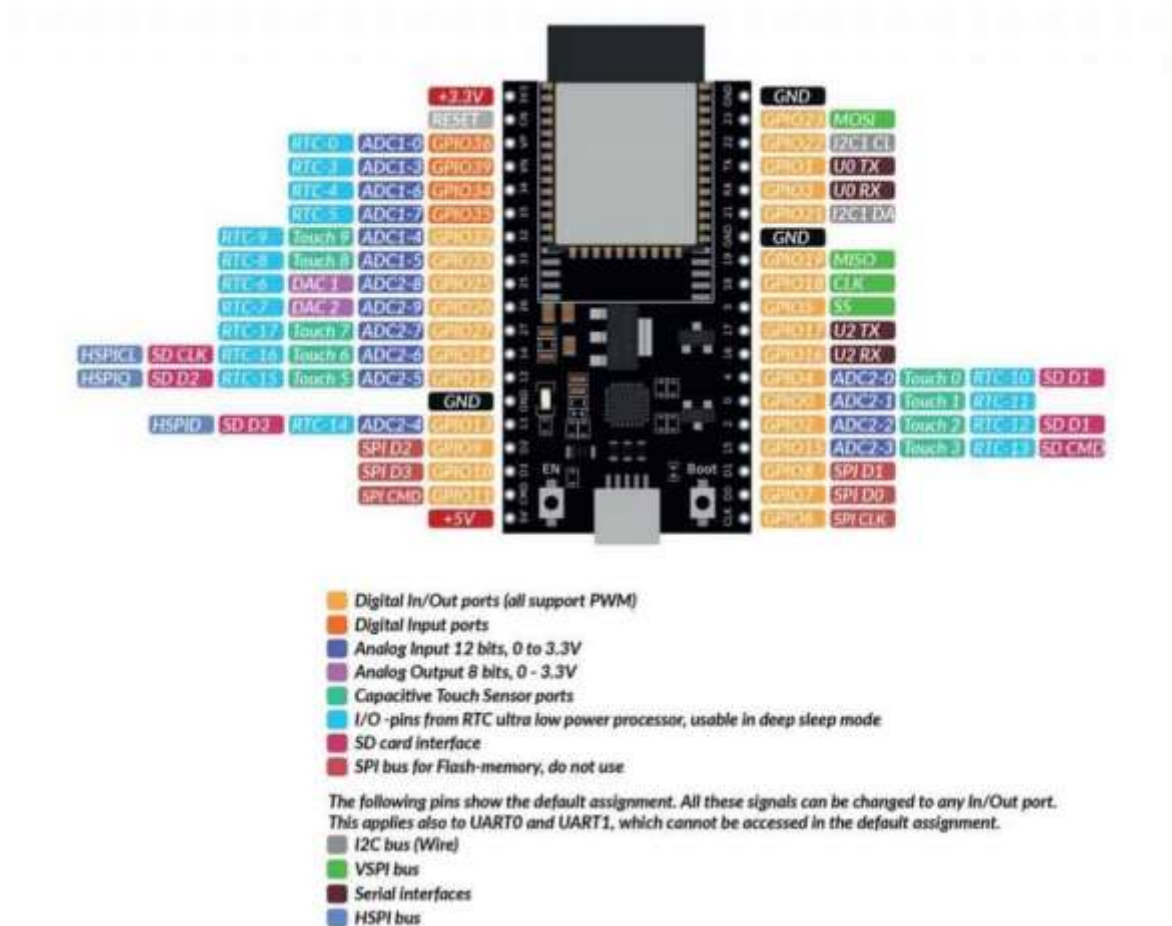 +3.3V GND
RESET GPIO23 MOSI
RTC-0 ADC1-0 GPIO36 GPIO22 I2C1 CL
RTC-3 ADC1-3 GPIO39 GPIO1 U0 TX
RTC-4 ADC1-6 GPIO34 GPIO3 U0 RX
RTC-5 ADC1-7 GPIO35 GPIO21 I2C1 DA
RTC-9 Touch 9 ADC1-4 GPIO32 GND
RTC-8 Touch 8 ADC1-5 GPIO33 GPIO19 MISO
RTC-6 DAC 1 ADC2-8 GPIO25 GPIO18 CLK
RTC-7 DAC 2 ADC2-9 GPIO26 GPIO5 SS
RTC-17 Touch 7 ADC2-7 GPIO27 GPIO17 U2 TX
HSPICL SD CLK RTC-16 Touch 6 ADC2-6 GPIO14 GPIO16 U2 RX
HSPIQ SD D2 RTC-15 Touch 5 ADC2-5 GPIO12 GPIO4 ADC2-0 Touch 0 RTC-10 SD D1
GND GPIO0 ADC2-1 Touch 1 RTC-11
HSPID SD D3 RTC-14 ADC2-4 GPIO13 GPIO2 ADC2-2 Touch 2 RTC-12 SD D1
SPI D2 GPIO9 GPIO15 ADC2-3 Touch 3 RTC-13 SD CMD
SPI D3 GPIO10 EN Boot GPIO8 SPI D1
SPI CMD GPIO11 GPIO7 SPI D0
+5V GPIO6 SPI CLK
Digital In/Out ports (all support PWM)
Digital Input ports
Analog Input 12 bits, 0 to 3.3V
Analog Output 8 bits, 0 - 3.3V
Capacitive Touch Sensor ports
I/O -pins from RTC ultra low power processor, usable in deep sleep mode
SD card interface
SPI bus for Flash-memory, do not use
The following pins show the default assignment. All these signals can be changed to any In/Out port.
This applies also to UART0 and UART1, which cannot be accessed in the default assignment.
I2C bus (Wire)
VSPI bus
Serial interfaces
HSPI bus